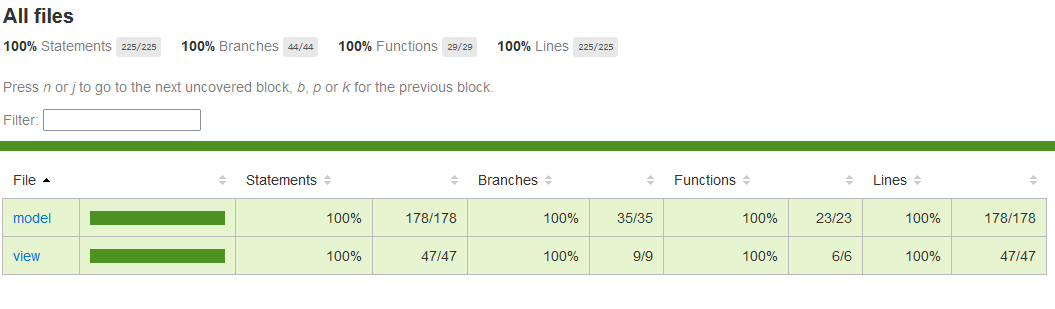 All files
100% Statements 225/225 100% Branches 44/44 100% Functions 29/29 100% Lines 225/225
Press n or j to go to the next uncovered block, b, p or k for the previous block.
Filter:
File Statements Branches Functions Lines
model 100% 178/178 100% 35/35 100% 23/23 100% 178/178
view 100% 47/47 100% 9/9 100% 6/6 100% 47/47